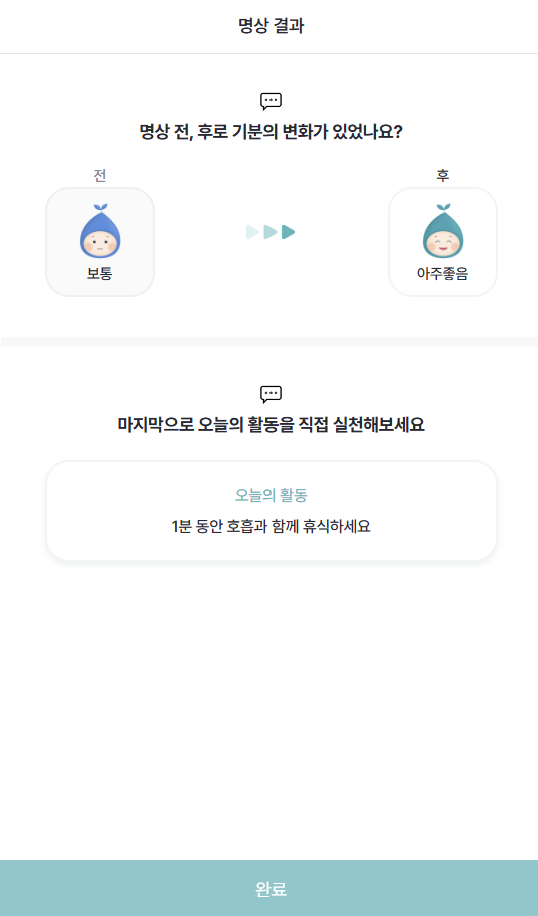 명상 결과
명상 전, 후로 기분의 변화가 있었나요?
전
후
보통
아주좋음
마지막으로 오늘의 활동을 직접 실천해보세요
오늘의 활동
1분 동안 호흡과 함께 휴식하세요
완료